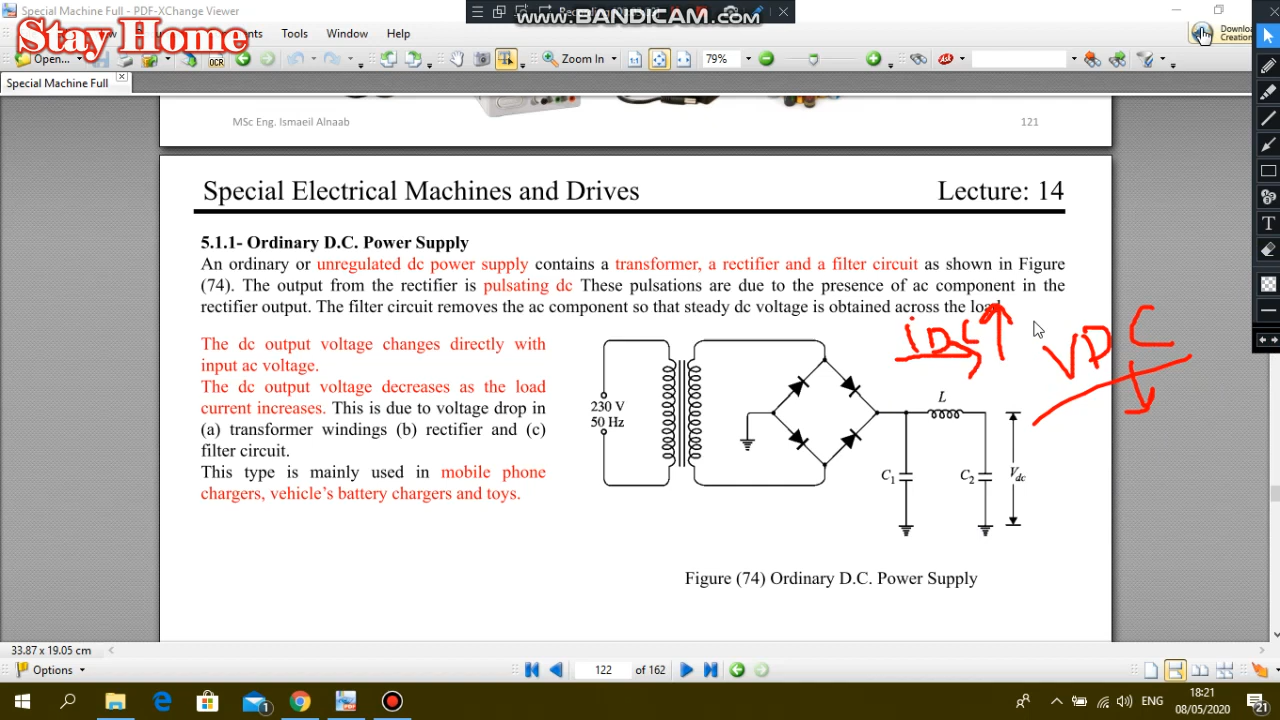 Special Machine Full - PDF-XChange Viewer
WWW.BANDICAM.COM
Stay Home
Tools Window Help
Download
Creation
Open...
OCR
Zoom In
79%
Special Machine Full
MSc Eng. Ismaeil Alnaab 121
Special Electrical Machines and Drives Lecture: 14
5.1.1- Ordinary D.C. Power Supply
An ordinary or unregulated dc power supply contains a transformer, a rectifier and a filter circuit as shown in Figure
(74). The output from the rectifier is pulsating dc These pulsations are due to the presence of ac component in the
rectifier output. The filter circuit removes the ac component so that steady dc voltage is obtained across the load.
The dc output voltage changes directly with
input ac voltage.
The dc output voltage decreases as the load
current increases. This is due to voltage drop in
(a) transformer windings (b) rectifier and (c)
filter circuit.
This type is mainly used in mobile phone
chargers, vehicle's battery chargers and toys.
iDC
VDC
230 V
50 Hz
L
C1
C2
Vdc
Figure (74) Ordinary D.C. Power Supply
33.87 x 19.05 cm
Options 122 of 162
ENG
18:21
08/05/2020
1
21